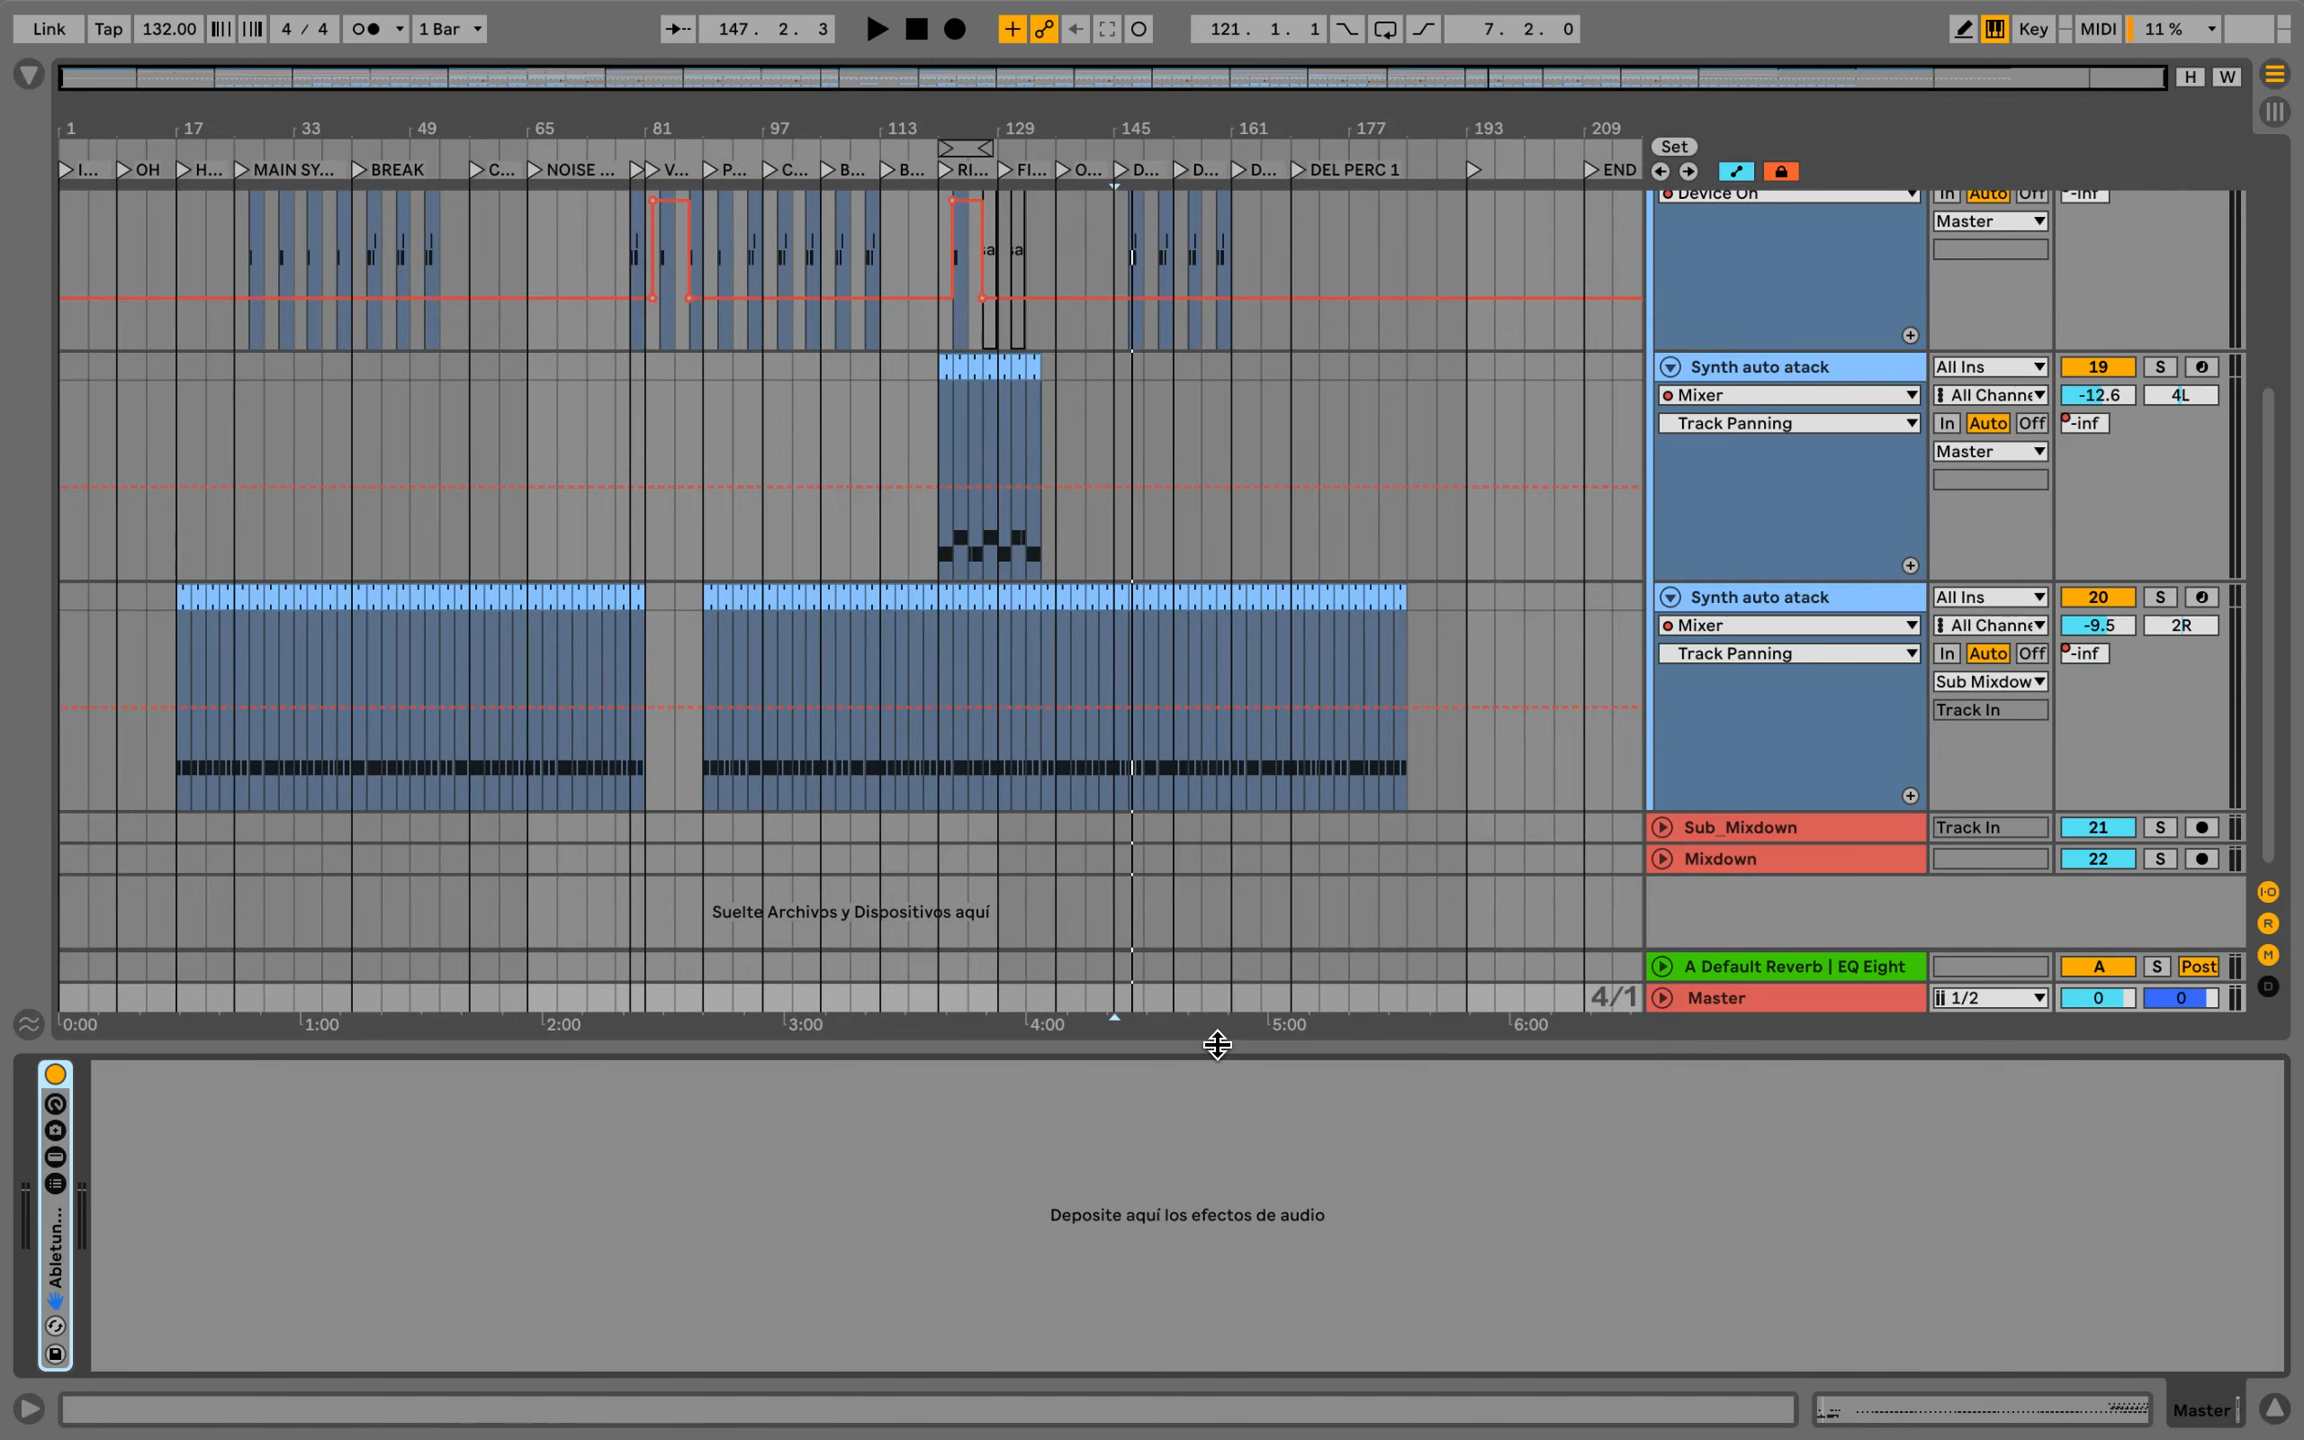 Link Tap 132.00 4 / 4 1 Bar 147. 2. 3 121. 1. 1 7. 2. 0 Key MIDI 11 %
H W
1 17 33 49 65 81 97 113 129 145 161 177 193 209
Set
I... OH H... MAIN SY... BREAK C... NOISE ... V... P... C... B... B... RI... FI... O... D... D... D... DEL PERC 1 END
Device On In Auto Off -inf
Master
sa sa
Synth auto atack All Ins 19 S
Mixer All Channe -12.6 4L
Track Panning In Auto Off -inf
Master
Synth auto atack All Ins 20 S
Mixer All Channe -9.5 2R
Track Panning In Auto Off -inf
Sub Mixdow
Track In
Sub_Mixdown Track In 21 S
Mixdown 22 S
Suelte Archivos y Dispositivos aquí
I·O
R
M
D
A Default Reverb | EQ Eight A S Post
4/1 Master 1/2 0 0
0:00 1:00 2:00 3:00 4:00 5:00 6:00
Abletun...
Deposite aquí los efectos de audio
Master